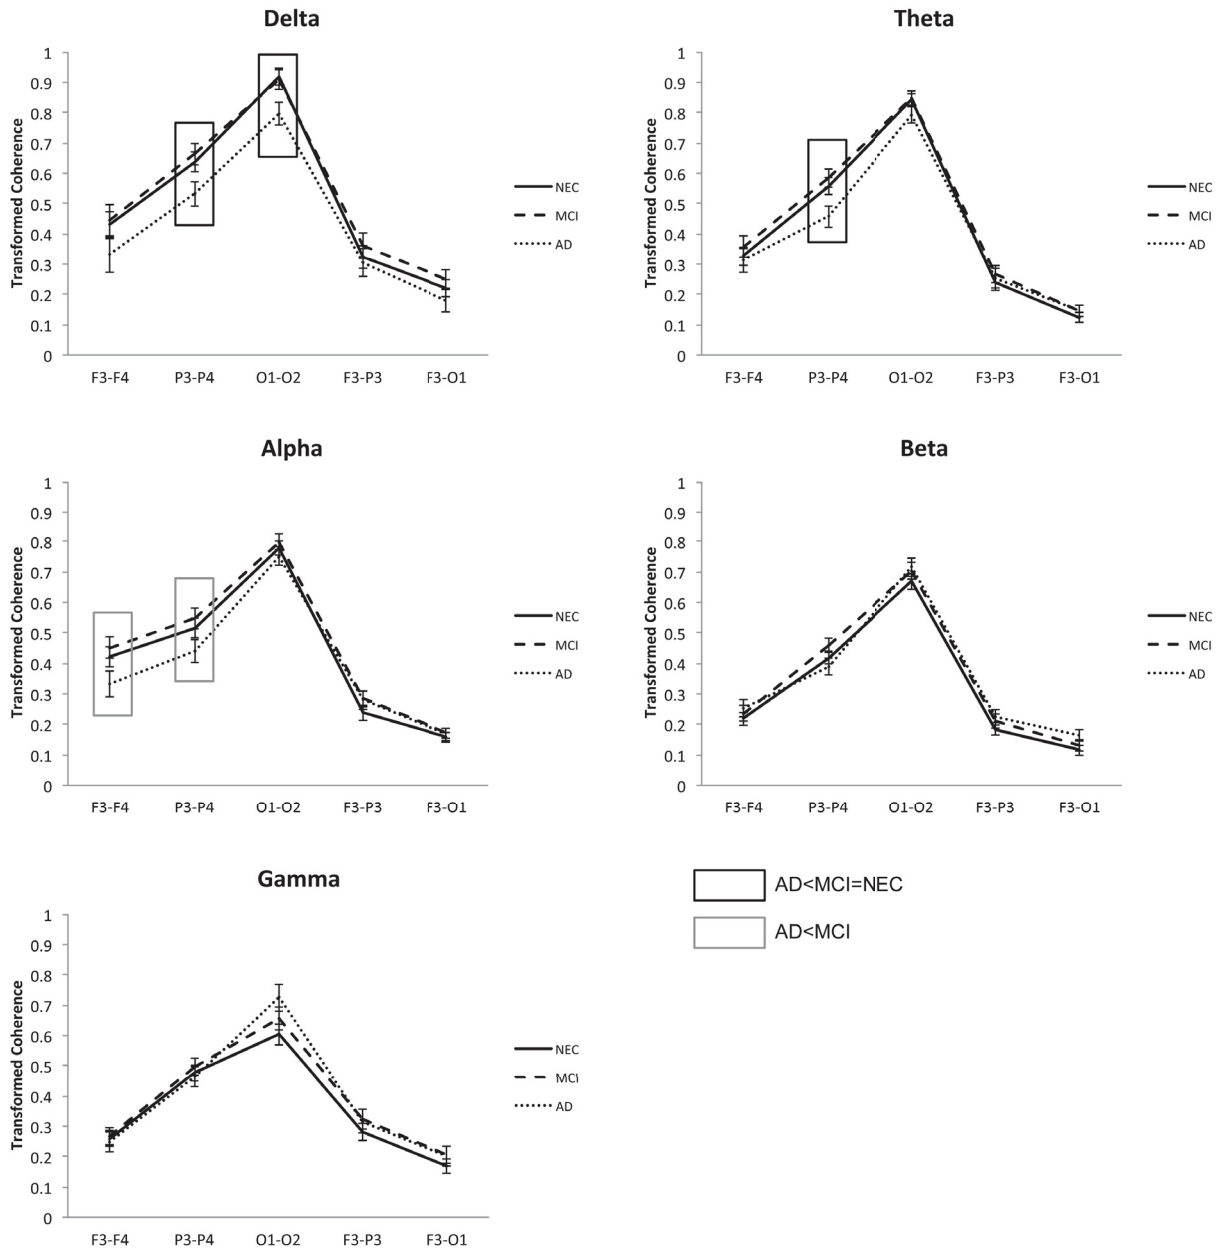 Delta
Transformed Coherence
1
0.9
0.8
0.7
0.6
0.5
0.4
0.3
0.2
0.1
0
F3-F4 P3-P4 O1-O2 F3-P3 F3-O1
NEC
MCI
AD
Theta
Transformed Coherence
1
0.9
0.8
0.7
0.6
0.5
0.4
0.3
0.2
0.1
0
F3-F4 P3-P4 O1-O2 F3-P3 F3-O1
NEC
MCI
AD
Alpha
Transformed Coherence
1
0.9
0.8
0.7
0.6
0.5
0.4
0.3
0.2
0.1
0
F3-F4 P3-P4 O1-O2 F3-P3 F3-O1
NEC
MCI
AD
Beta
Transformed Coherence
1
0.9
0.8
0.7
0.6
0.5
0.4
0.3
0.2
0.1
0
F3-F4 P3-P4 O1-O2 F3-P3 F3-O1
NEC
MCI
AD
Gamma
Transformed Coherence
1
0.9
0.8
0.7
0.6
0.5
0.4
0.3
0.2
0.1
0
F3-F4 P3-P4 O1-O2 F3-P3 F3-O1
NEC
MCI
AD
AD<MCI=NEC
AD<MCI